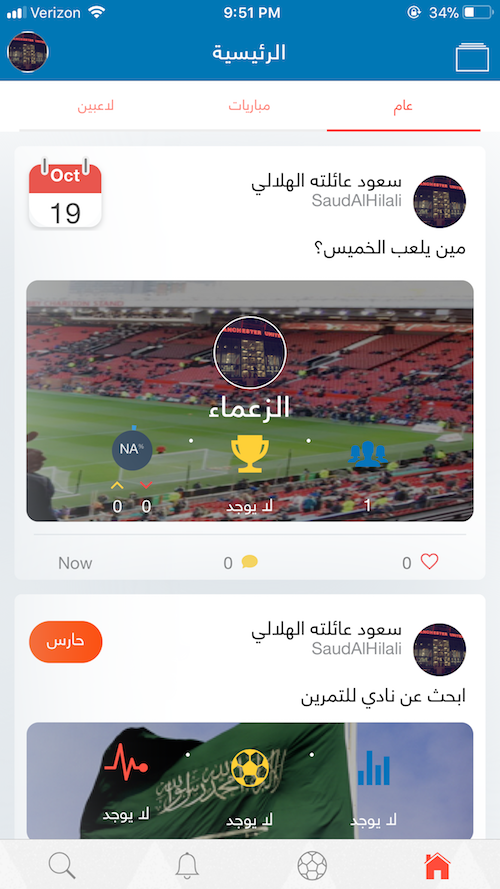 Verizon 9:51 PM 34%
الرئيسية
عام مباريات لاعبين
سعود عائلته الهلالي
SaudAlHilali
Oct
19
مين يلعب الخميس؟
MANCHESTER UNITED
الزعماء
NA%
0 0
لا يوجد
1
Now 0 0
سعود عائلته الهلالي
SaudAlHilali
حارس
ابحث عن نادي للتمرين
لا يوجد
لا يوجد
لا يوجد